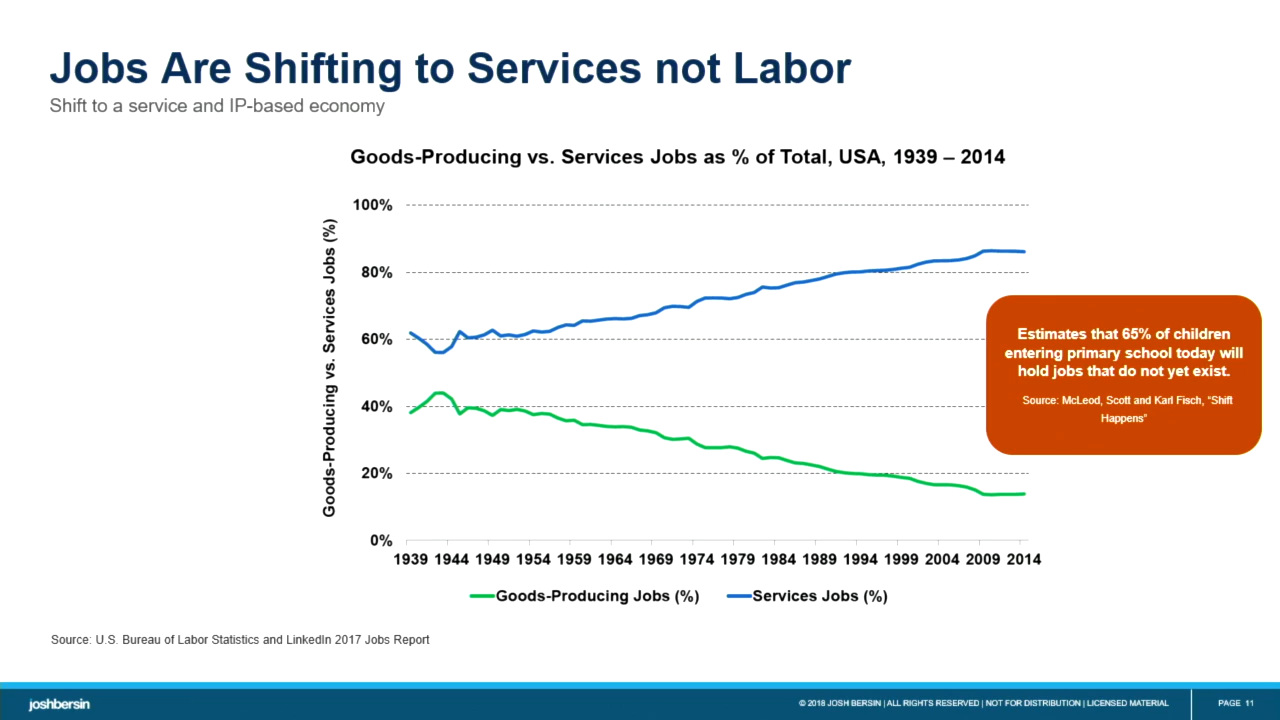 Jobs Are Shifting to Services not Labor
Shift to a service and IP-based economy
Goods-Producing vs. Services Jobs as % of Total, USA, 1939 – 2014
Goods-Producing vs. Services Jobs (%)
100%
80%
60%
40%
20%
0%
1939 1944 1949 1954 1959 1964 1969 1974 1979 1984 1989 1994 1999 2004 2009 2014
Goods-Producing Jobs (%) Services Jobs (%)
Estimates that 65% of children
entering primary school today will
hold jobs that do not yet exist.
Source: McLeod, Scott and Karl Fisch, “Shift
Happens”
Source: U.S. Bureau of Labor Statistics and LinkedIn 2017 Jobs Report
joshbersin
© 2018 JOSH BERSIN | ALL RIGHTS RESERVED | NOT FOR DISTRIBUTION | LICENSED MATERIAL
PAGE 11